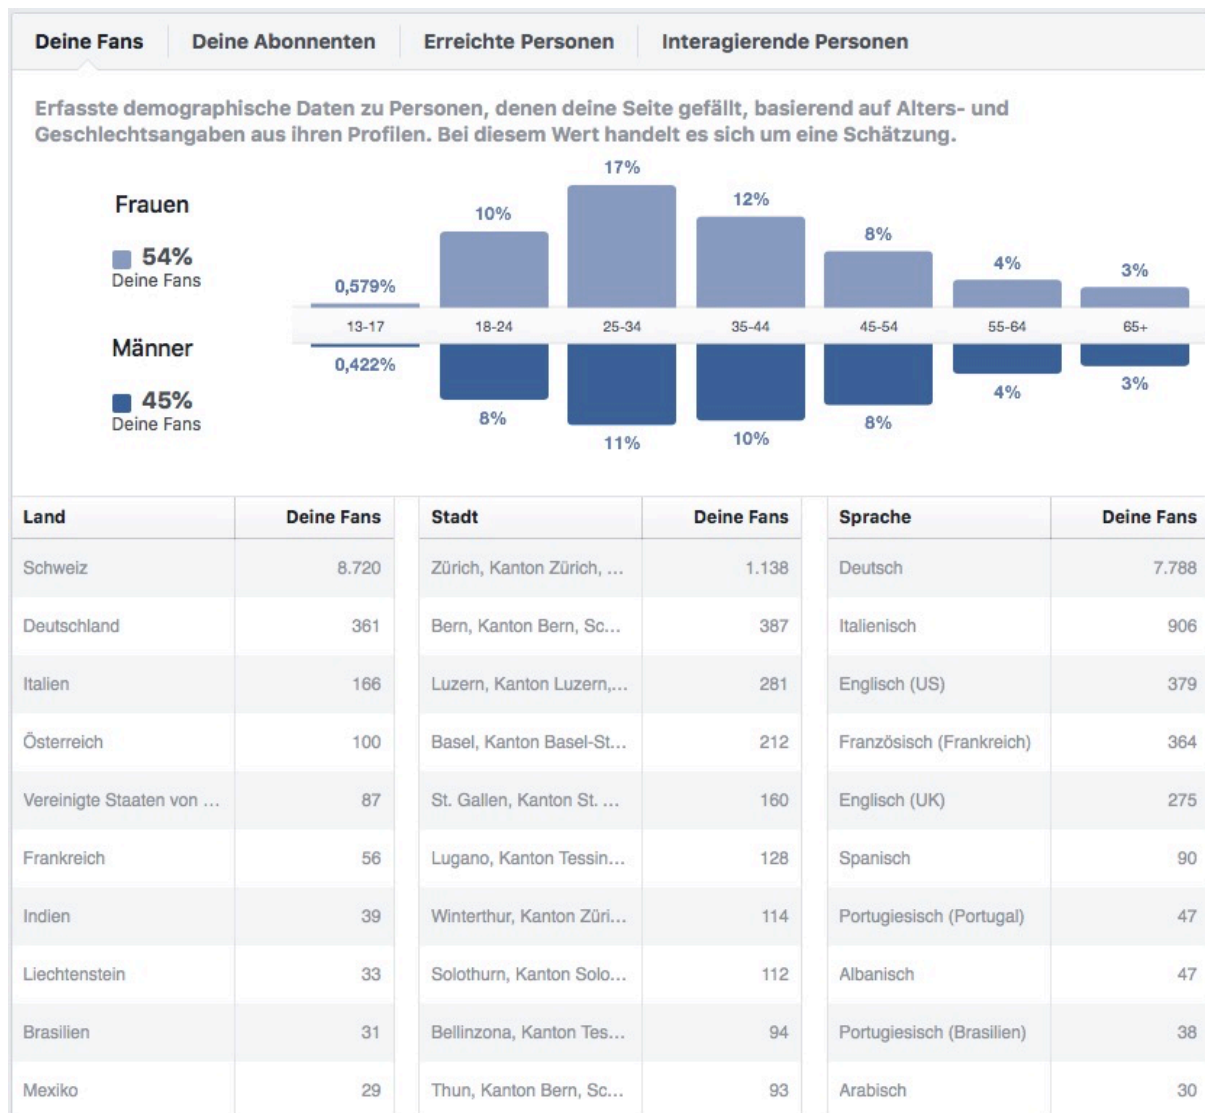 Deine Fans Deine Abonnenten Erreichte Personen Interagierende Personen
Erfasste demographische Daten zu Personen, denen deine Seite gefällt, basierend auf Alters- und
Geschlechtsangaben aus ihren Profilen. Bei diesem Wert handelt es sich um eine Schätzung.
Frauen
54%
Deine Fans
0,579% 10% 17% 12% 8% 4% 3%
13-17 18-24 25-34 35-44 45-54 55-64 65+
Männer
45%
Deine Fans
0,422% 8% 11% 10% 8% 4% 3%
Land Deine Fans Stadt Deine Fans Sprache Deine Fans
Schweiz 8.720 Zürich, Kanton Zürich, ... 1.138 Deutsch 7.788
Deutschland 361 Bern, Kanton Bern, Sc... 387 Italienisch 906
Italien 166 Luzern, Kanton Luzern,... 281 Englisch (US) 379
Österreich 100 Basel, Kanton Basel-St... 212 Französisch (Frankreich) 364
Vereinigte Staaten von ... 87 St. Gallen, Kanton St. ... 160 Englisch (UK) 275
Frankreich 56 Lugano, Kanton Tessin... 128 Spanisch 90
Indien 39 Winterthur, Kanton Züri... 114 Portugiesisch (Portugal) 47
Liechtenstein 33 Solothurn, Kanton Solo... 112 Albanisch 47
Brasilien 31 Bellinzona, Kanton Tes... 94 Portugiesisch (Brasilien) 38
Mexiko 29 Thun, Kanton Bern, Sc... 93 Arabisch 30